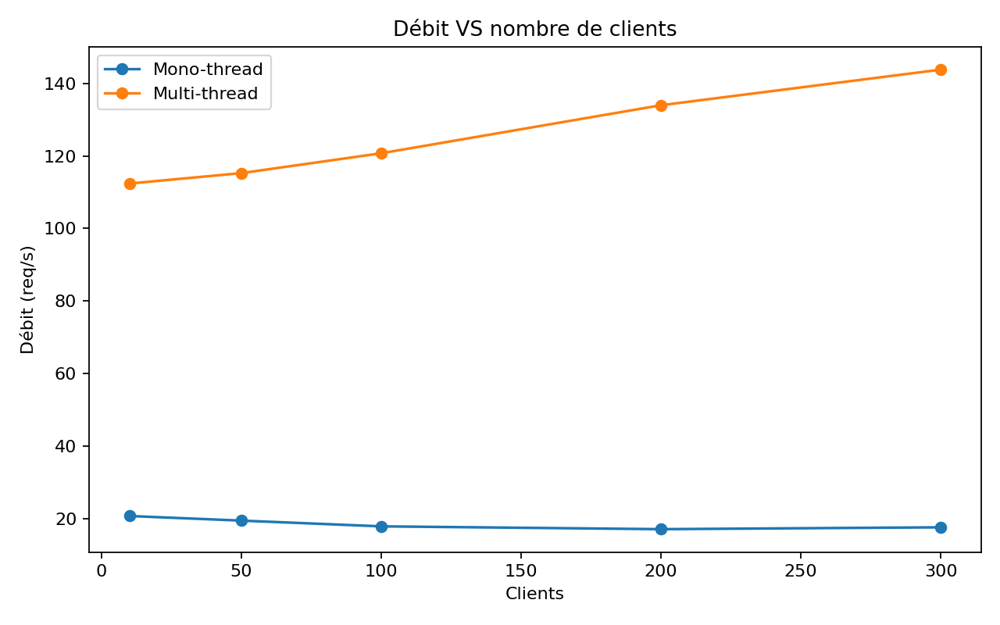 Débit VS nombre de clients
Mono-thread
Multi-thread
Débit (req/s)
140
120
100
80
60
40
20
0 50 100 150 200 250 300
Clients